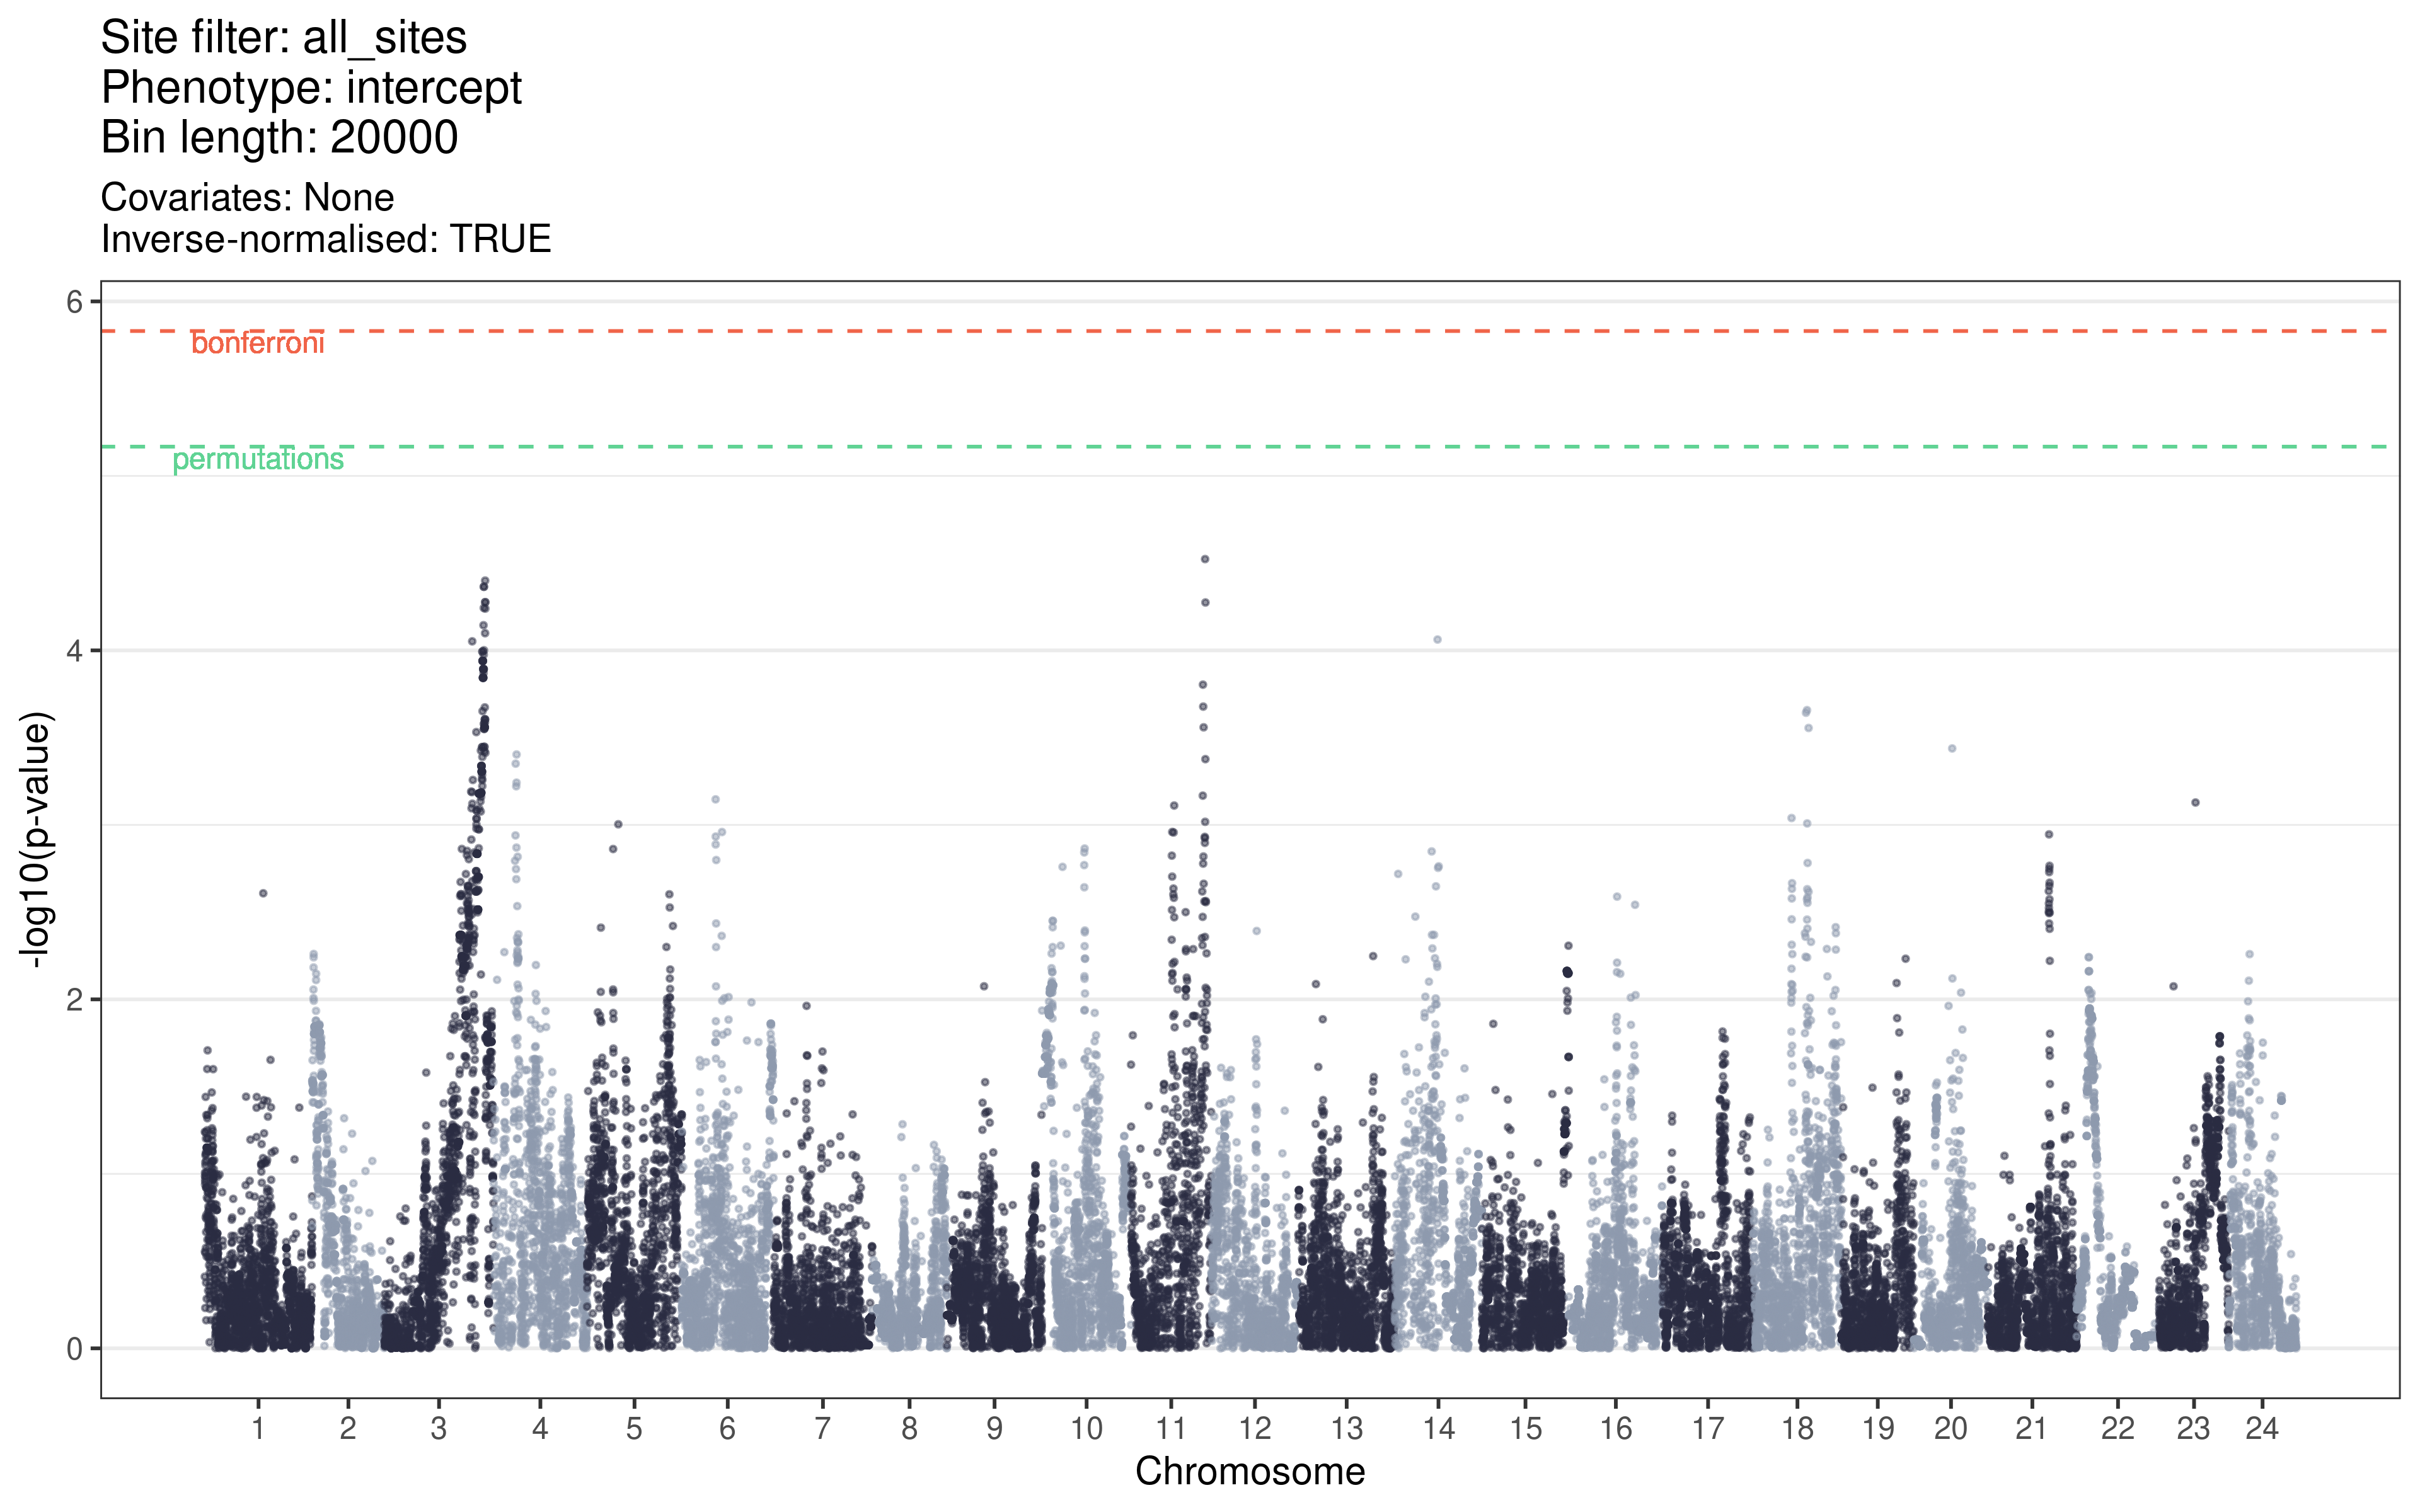 Site filter: all_sites
Phenotype: intercept
Bin length: 20000
Covariates: None
Inverse-normalised: TRUE
6
bonferroni
permutations
4
-log10(p-value)
2
0
1 2 3 4 5 6 7 8 9 10 11 12 13 14 15 16 17 18 19 20 21 22 23 24
Chromosome